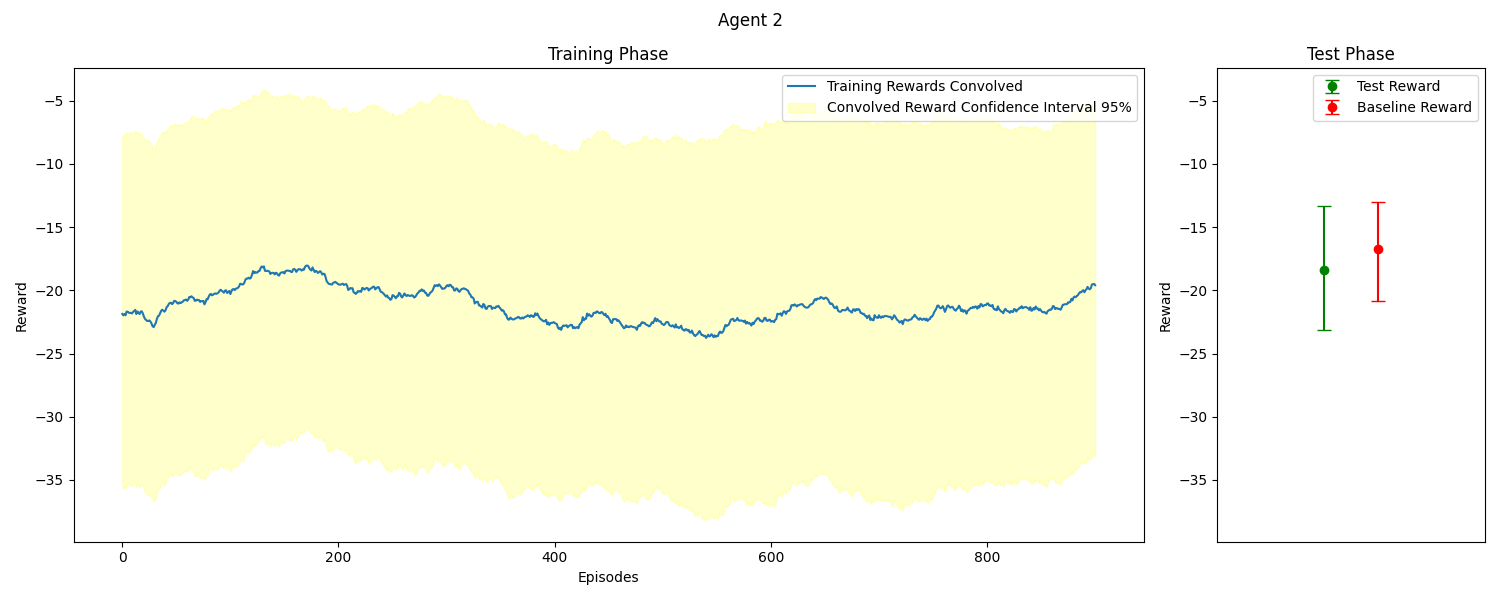 Agent 2
Training Phase
Training Rewards Convolved
Convolved Reward Confidence Interval 95%
−5
−10
−15
−20
−25
−30
−35
Reward
0
200
400
600
800
Episodes
Test Phase
Test Reward
Baseline Reward
−5
−10
−15
−20
−25
−30
−35
Reward